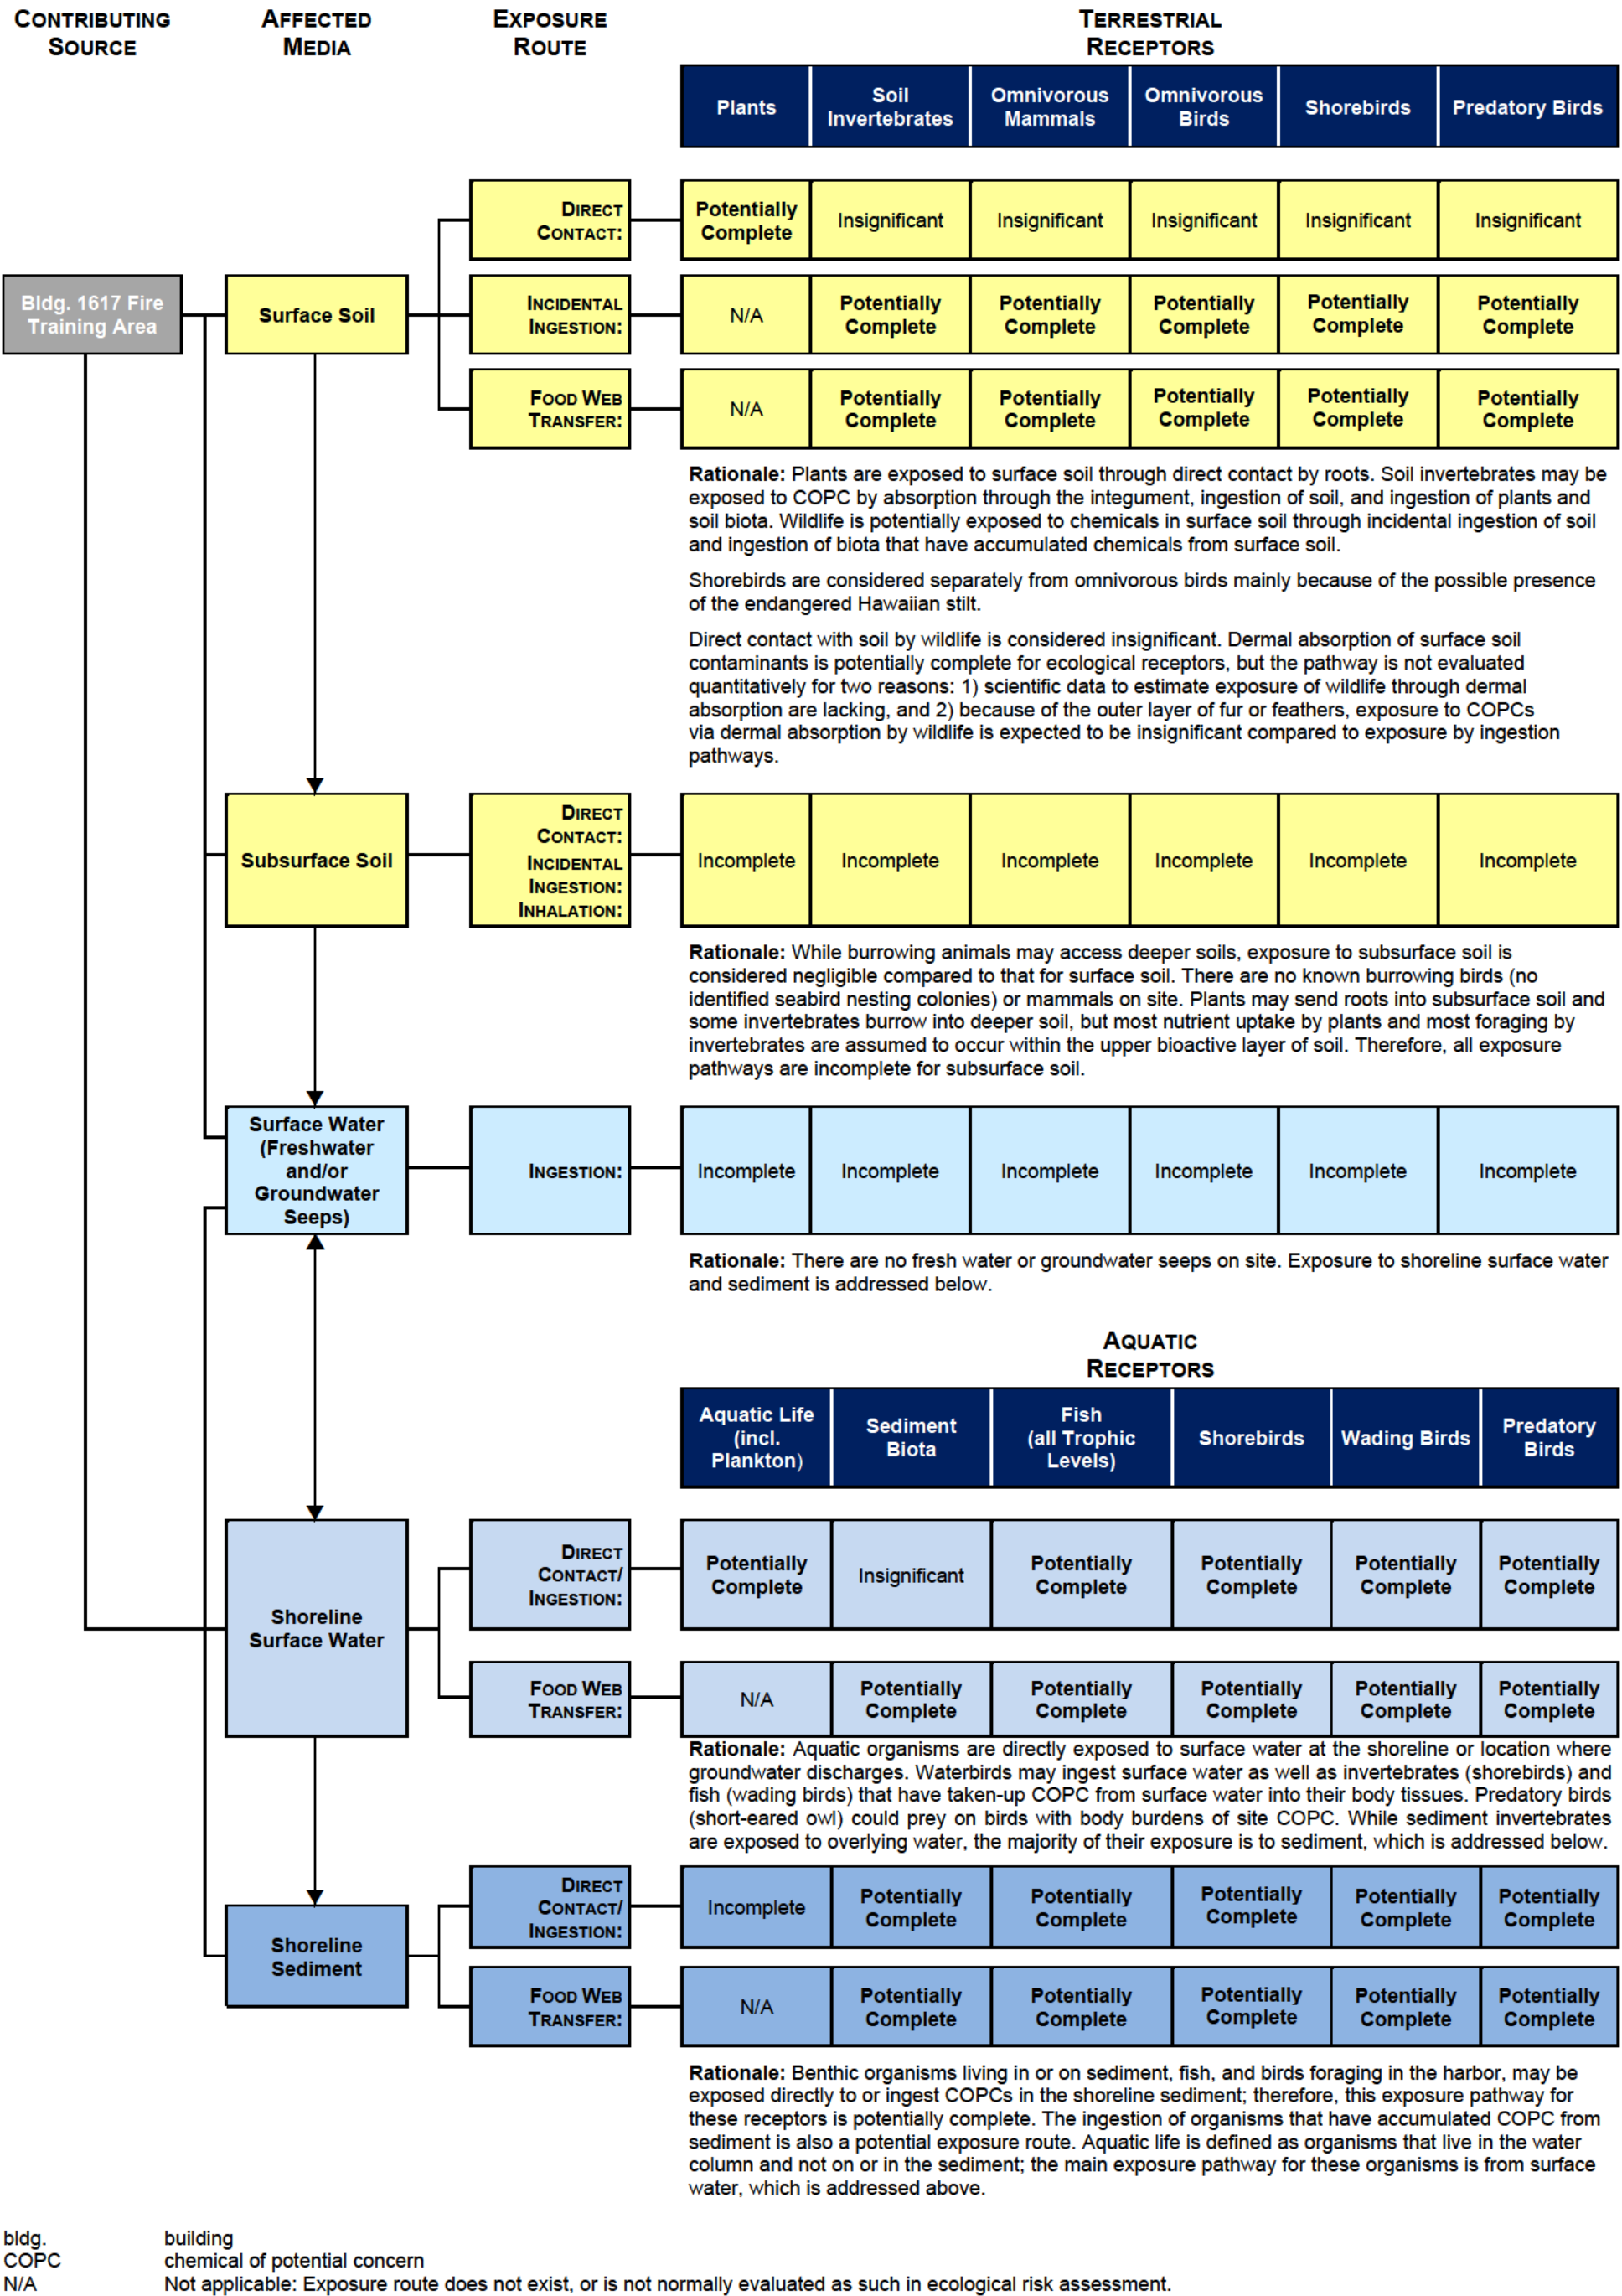 CONTRIBUTING
SOURCE
AFFECTED
MEDIA
EXPOSURE
ROUTE
TERRESTRIAL
RECEPTORS
Plants
Soil
Invertebrates
Omnivorous
Mammals
Omnivorous
Birds
Shorebirds
Predatory Birds
Bldg. 1617 Fire
Training Area
Surface Soil
DIRECT
CONTACT:
Potentially
Complete
Insignificant
Insignificant
Insignificant
Insignificant
Insignificant
INCIDENTAL
INGESTION:
N/A
Potentially
Complete
Potentially
Complete
Potentially
Complete
Potentially
Complete
Potentially
Complete
FOOD WEB
TRANSFER:
N/A
Potentially
Complete
Potentially
Complete
Potentially
Complete
Potentially
Complete
Potentially
Complete
Rationale: Plants are exposed to surface soil through direct contact by roots. Soil invertebrates may be
exposed to COPC by absorption through the integument, ingestion of soil, and ingestion of plants and
soil biota. Wildlife is potentially exposed to chemicals in surface soil through incidental ingestion of soil
and ingestion of biota that have accumulated chemicals from surface soil.
Shorebirds are considered separately from omnivorous birds mainly because of the possible presence
of the endangered Hawaiian stilt.
Direct contact with soil by wildlife is considered insignificant. Dermal absorption of surface soil
contaminants is potentially complete for ecological receptors, but the pathway is not evaluated
quantitatively for two reasons: 1) scientific data to estimate exposure of wildlife through dermal
absorption are lacking, and 2) because of the outer layer of fur or feathers, exposure to COPCs
via dermal absorption by wildlife is expected to be insignificant compared to exposure by ingestion
pathways.
Subsurface Soil
DIRECT
CONTACT:
INCIDENTAL
INGESTION:
INHALATION:
Incomplete
Incomplete
Incomplete
Incomplete
Incomplete
Incomplete
Rationale: While burrowing animals may access deeper soils, exposure to subsurface soil is
considered negligible compared to that for surface soil. There are no known burrowing birds (no
identified seabird nesting colonies) or mammals on site. Plants may send roots into subsurface soil and
some invertebrates burrow into deeper soil, but most nutrient uptake by plants and most foraging by
invertebrates are assumed to occur within the upper bioactive layer of soil. Therefore, all exposure
pathways are incomplete for subsurface soil.
Surface Water
(Freshwater
and/or
Groundwater
Seeps)
INGESTION:
Incomplete
Incomplete
Incomplete
Incomplete
Incomplete
Incomplete
Rationale: There are no fresh water or groundwater seeps on site. Exposure to shoreline surface water
and sediment is addressed below.
AQUATIC
RECEPTORS
Aquatic Life
(incl.
Plankton)
Sediment
Biota
Fish
(all Trophic
Levels)
Shorebirds
Wading Birds
Predatory
Birds
Shoreline
Surface Water
DIRECT
CONTACT/
INGESTION:
Potentially
Complete
Insignificant
Potentially
Complete
Potentially
Complete
Potentially
Complete
Potentially
Complete
FOOD WEB
TRANSFER:
N/A
Potentially
Complete
Potentially
Complete
Potentially
Complete
Potentially
Complete
Potentially
Complete
Rationale: Aquatic organisms are directly exposed to surface water at the shoreline or location where
groundwater discharges. Waterbirds may ingest surface water as well as invertebrates (shorebirds) and
fish (wading birds) that have taken-up COPC from surface water into their body tissues. Predatory birds
(short-eared owl) could prey on birds with body burdens of site COPC. While sediment invertebrates
are exposed to overlying water, the majority of their exposure is to sediment, which is addressed below.
Shoreline
Sediment
DIRECT
CONTACT/
INGESTION:
Incomplete
Potentially
Complete
Potentially
Complete
Potentially
Complete
Potentially
Complete
Potentially
Complete
FOOD WEB
TRANSFER:
N/A
Potentially
Complete
Potentially
Complete
Potentially
Complete
Potentially
Complete
Potentially
Complete
Rationale: Benthic organisms living in or on sediment, fish, and birds foraging in the harbor, may be
exposed directly to or ingest COPCs in the shoreline sediment; therefore, this exposure pathway for
these receptors is potentially complete. The ingestion of organisms that have accumulated COPC from
sediment is also a potential exposure route. Aquatic life is defined as organisms that live in the water
column and not on or in the sediment; the main exposure pathway for these organisms is from surface
water, which is addressed above.
bldg. building
COPC chemical of potential concern
N/A Not applicable: Exposure route does not exist, or is not normally evaluated as such in ecological risk assessment.